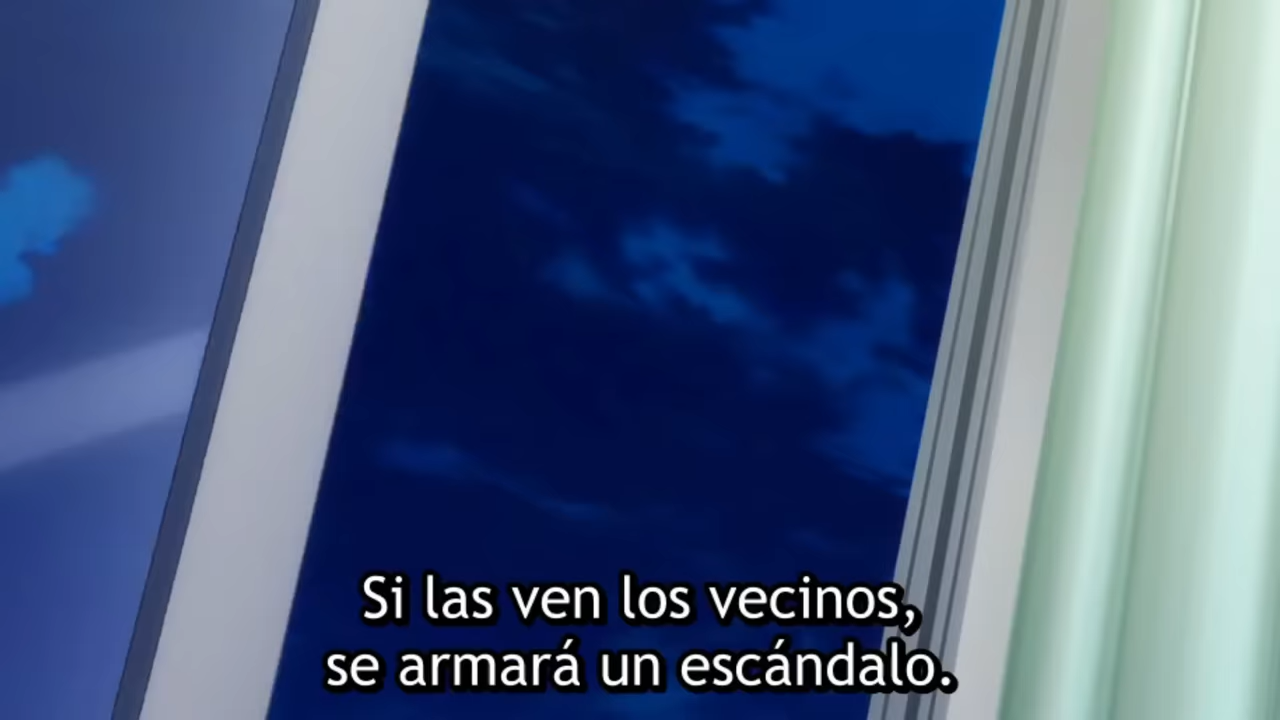 Si las ven los vecinos,
se armará un escándalo.